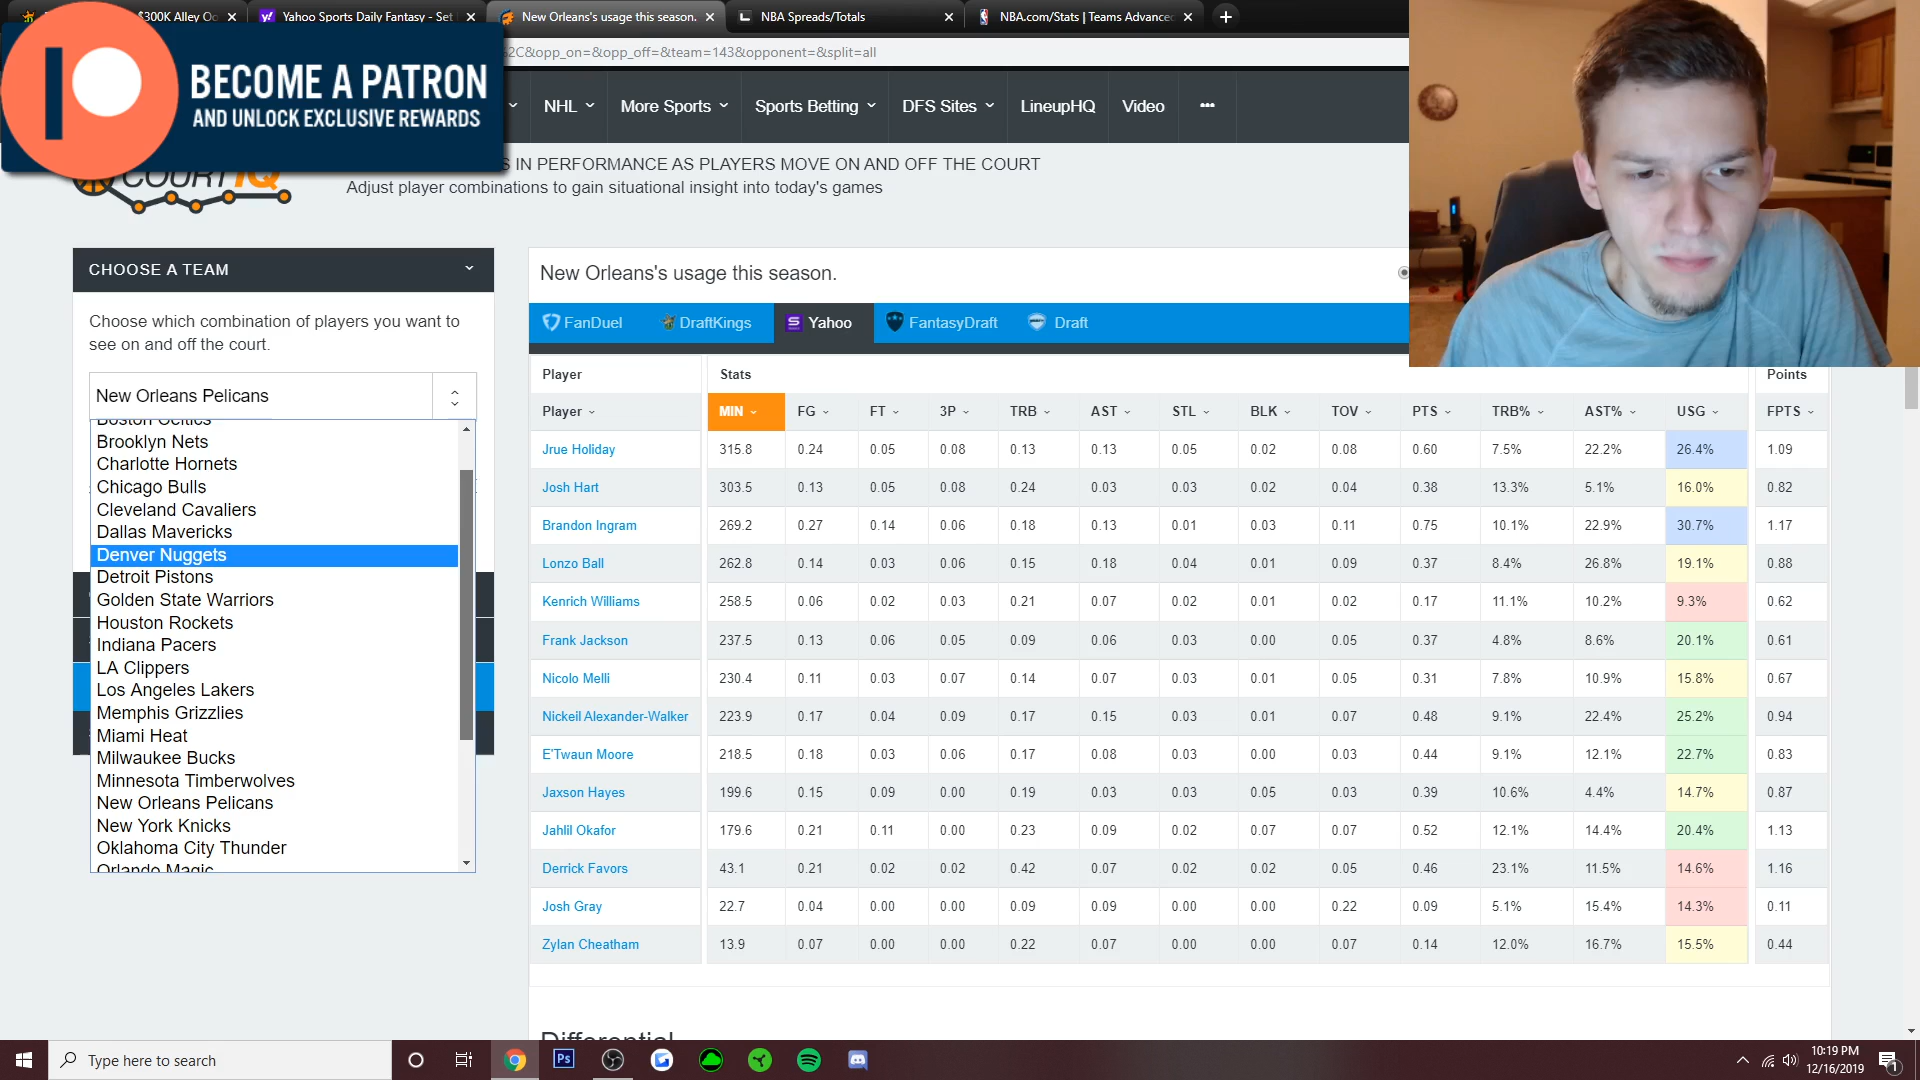 $300K Alley Oo
Yahoo Sports Daily Fantasy - Set
New Orleans's usage this season.
NBA Spreads/Totals
NBA.com/Stats | Teams Advanced
2C&opp_on=&opp_off=&team=143&opponent=&split=all
BECOME A PATRON
AND UNLOCK EXCLUSIVE REWARDS
NHL More Sports Sports Betting DFS Sites LineupHQ Video •••
COURT IQ
S IN PERFORMANCE AS PLAYERS MOVE ON AND OFF THE COURT
Adjust player combinations to gain situational insight into today's games
CHOOSE A TEAM
Choose which combination of players you want to
see on and off the court.
New Orleans Pelicans
Boston Celtics
Brooklyn Nets
Charlotte Hornets
Chicago Bulls
Cleveland Cavaliers
Dallas Mavericks
Denver Nuggets
Detroit Pistons
Golden State Warriors
Houston Rockets
Indiana Pacers
LA Clippers
Los Angeles Lakers
Memphis Grizzlies
Miami Heat
Milwaukee Bucks
Minnesota Timberwolves
New Orleans Pelicans
New York Knicks
Oklahoma City Thunder
Orlando Magic
New Orleans's usage this season.
FanDuel DraftKings Yahoo FantasyDraft Draft
Player Stats Points
Player MIN FG FT 3P TRB AST STL BLK TOV PTS TRB% AST% USG FPTS
Jrue Holiday 315.8 0.24 0.05 0.08 0.13 0.13 0.05 0.02 0.08 0.60 7.5% 22.2% 26.4% 1.09
Josh Hart 303.5 0.13 0.05 0.08 0.24 0.03 0.03 0.02 0.04 0.38 13.3% 5.1% 16.0% 0.82
Brandon Ingram 269.2 0.27 0.14 0.06 0.18 0.13 0.01 0.03 0.11 0.75 10.1% 22.9% 30.7% 1.17
Lonzo Ball 262.8 0.14 0.03 0.06 0.15 0.18 0.04 0.01 0.09 0.37 8.4% 26.8% 19.1% 0.88
Kenrich Williams 258.5 0.06 0.02 0.03 0.21 0.07 0.02 0.01 0.02 0.17 11.1% 10.2% 9.3% 0.62
Frank Jackson 237.5 0.13 0.06 0.05 0.09 0.06 0.03 0.00 0.05 0.37 4.8% 8.6% 20.1% 0.61
Nicolo Melli 230.4 0.11 0.03 0.07 0.14 0.07 0.03 0.01 0.05 0.31 7.8% 10.9% 15.8% 0.67
Nickeil Alexander-Walker 223.9 0.17 0.04 0.09 0.17 0.15 0.03 0.01 0.07 0.48 9.1% 22.4% 25.2% 0.94
E'Twaun Moore 218.5 0.18 0.03 0.06 0.17 0.08 0.03 0.00 0.03 0.44 9.1% 12.1% 22.7% 0.83
Jaxson Hayes 199.6 0.15 0.09 0.00 0.19 0.03 0.03 0.05 0.03 0.39 10.6% 4.4% 14.7% 0.87
Jahlil Okafor 179.6 0.21 0.11 0.00 0.23 0.09 0.02 0.07 0.07 0.52 12.1% 14.4% 20.4% 1.13
Derrick Favors 43.1 0.21 0.02 0.02 0.42 0.07 0.02 0.02 0.05 0.46 23.1% 11.5% 14.6% 1.16
Josh Gray 22.7 0.04 0.00 0.00 0.09 0.09 0.00 0.00 0.22 0.09 5.1% 15.4% 14.3% 0.11
Zylan Cheatham 13.9 0.07 0.00 0.00 0.22 0.07 0.00 0.00 0.07 0.14 12.0% 16.7% 15.5% 0.44
Differential
Type here to search
Ps
10:19 PM
12/16/2019
1